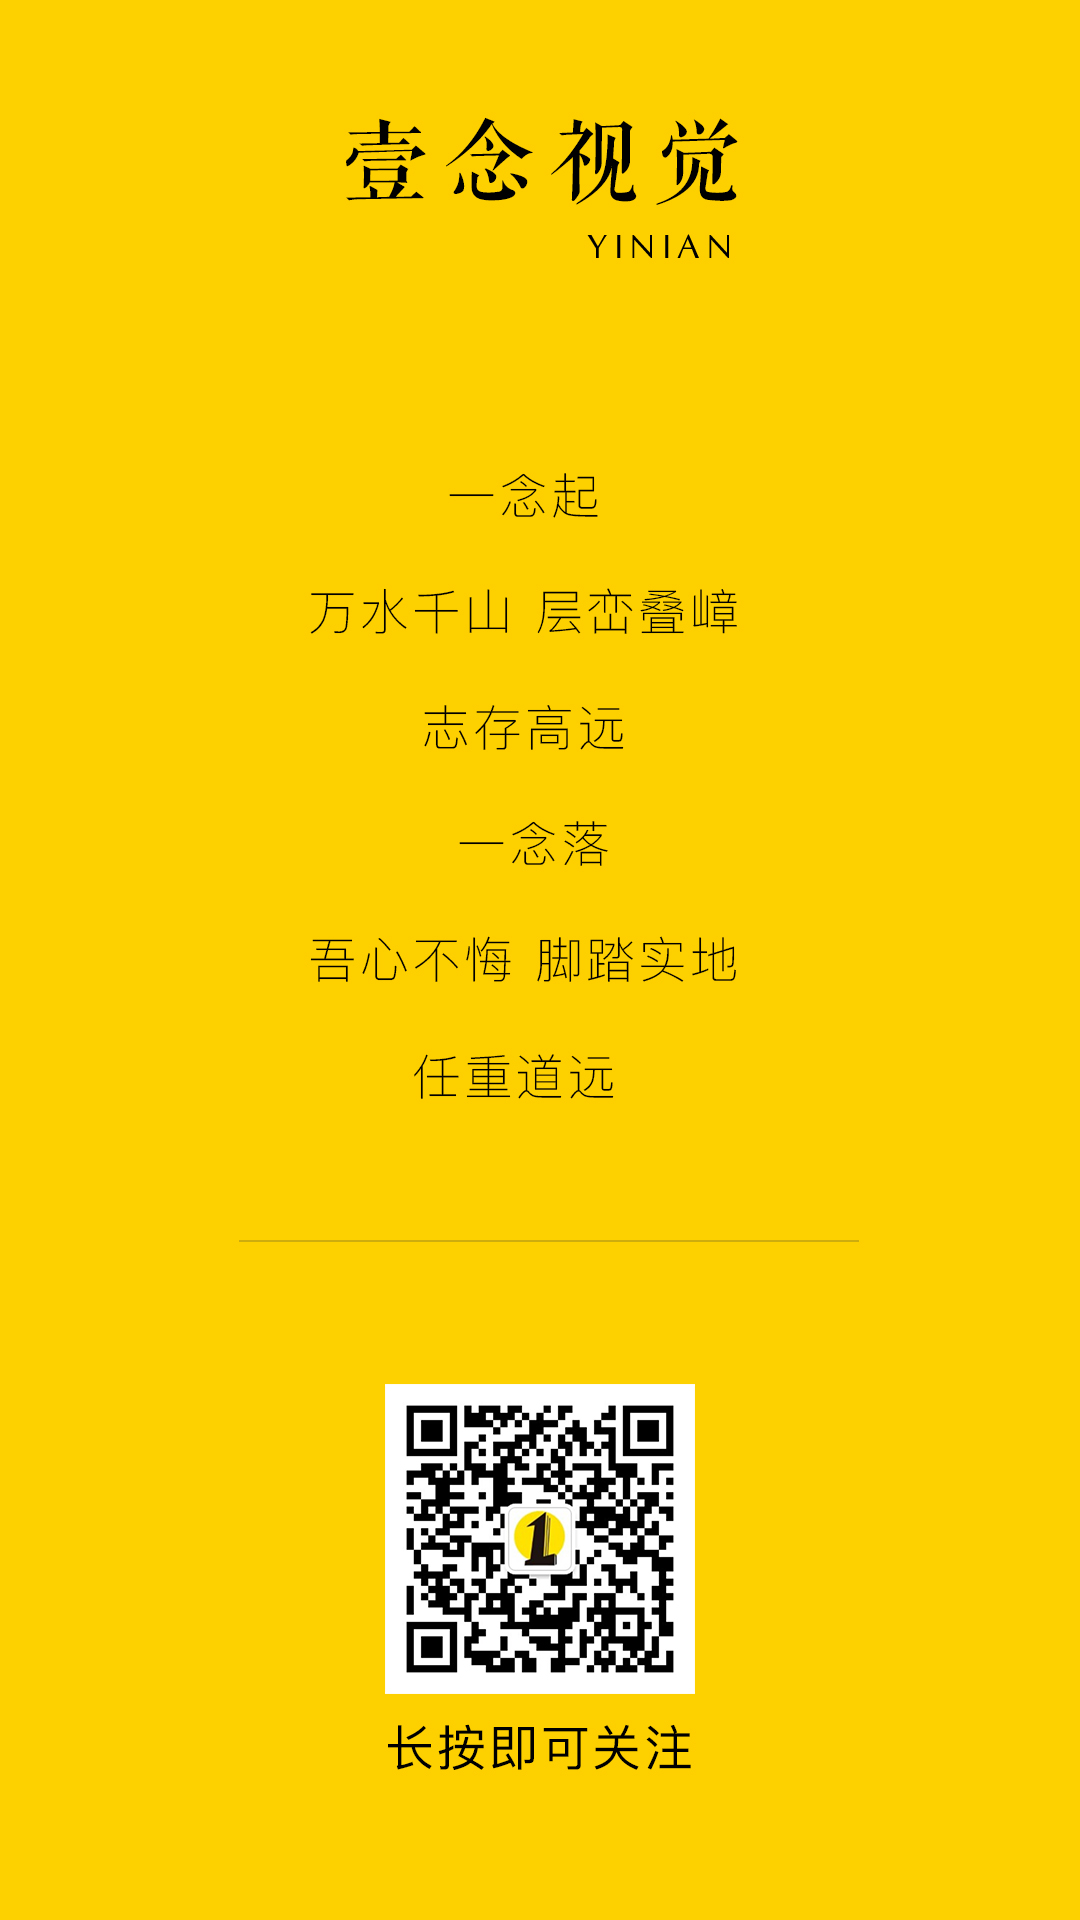 壹念视觉
YINIAN
一念起
万水千山 层峦叠嶂
志存高远
一念落
吾心不悔 脚踏实地
任重道远
1
长按即可关注